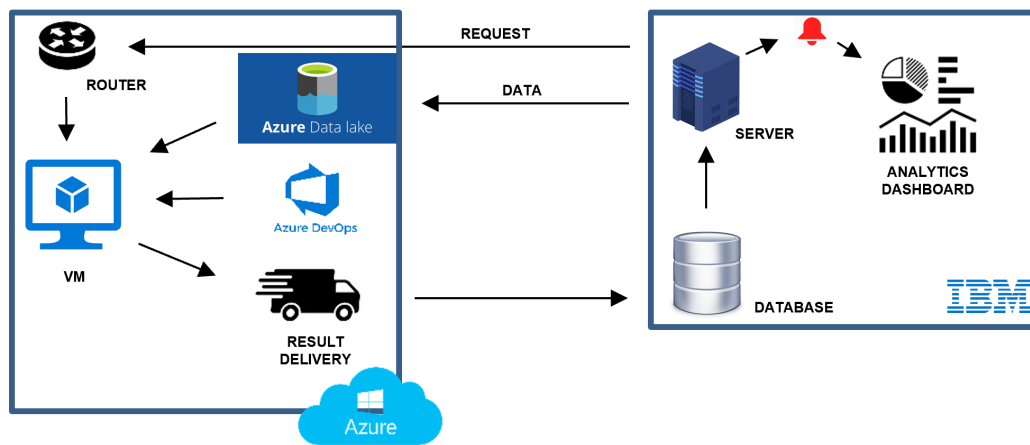 REQUEST
ROUTER
Azure Data lake
DATA
SERVER
ANALYTICS
DASHBOARD
Azure DevOps
VM
IBM
DATABASE
RESULT
DELIVERY
Azure